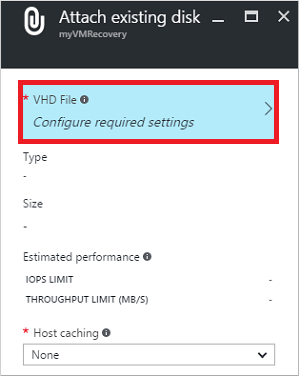 Attach existing disk
myVMRecovery
* VHD File
Configure required settings
Type
-
Size
-
Estimated performance
IOPS LIMIT -
THROUGHPUT LIMIT (MB/S) -
* Host caching
None